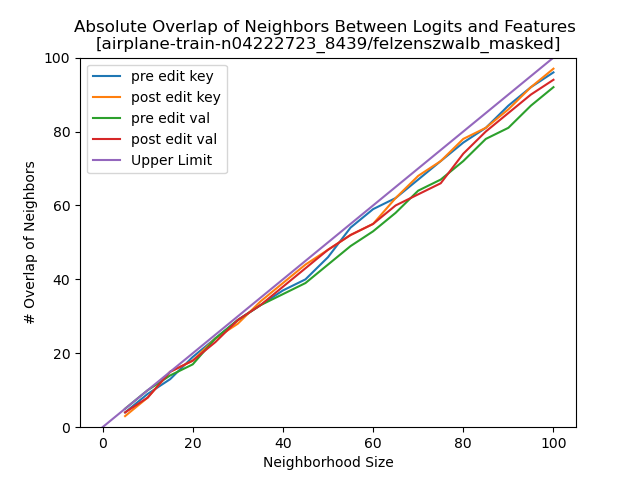 Absolute Overlap of Neighbors Between Logits and Features
[airplane-train-n04222723_8439/felzenszwalb_masked]
100
80
60
40
20
0
# Overlap of Neighbors
pre edit key
post edit key
pre edit val
post edit val
Upper Limit
0 20 40 60 80 100
Neighborhood Size